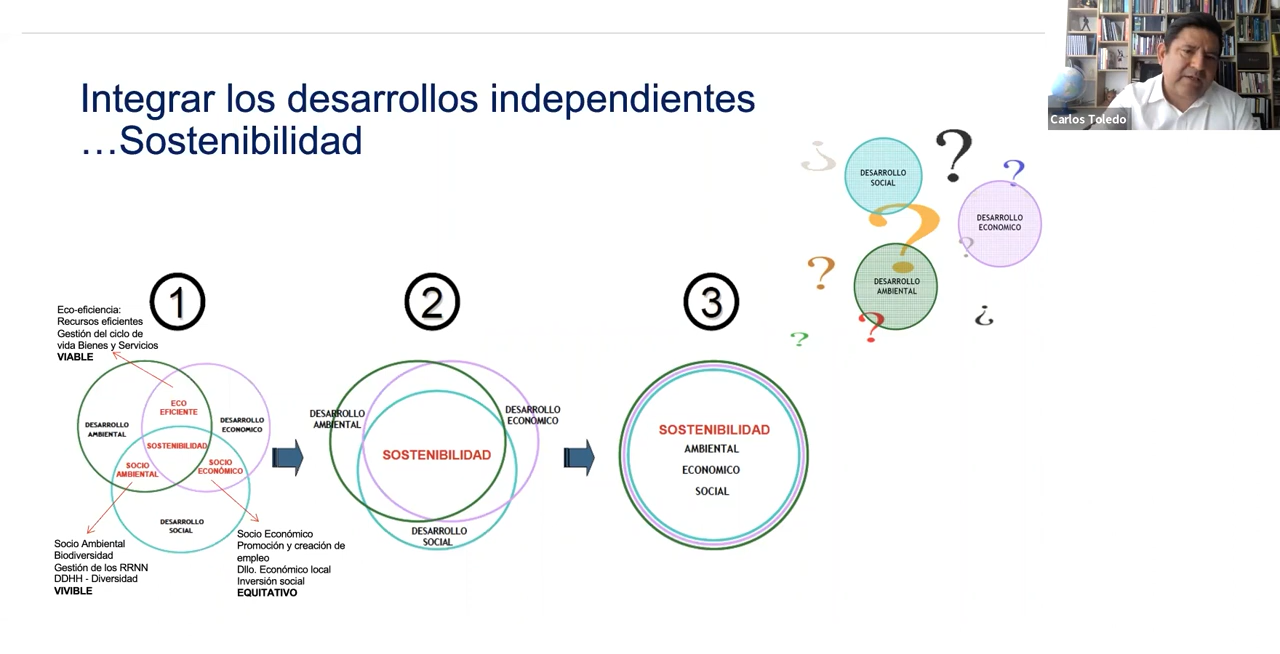 Integrar los desarrollos independientes
…Sostenibilidad
Carlos Toledo
¿
?
?
DESARROLLO
SOCIAL
DESARROLLO
ECONOMICO
?
?
?
DESARROLLO
AMBIENTAL
?
?
¿
1
2
3
Eco-eficiencia:
Recursos eficientes
Gestión del ciclo de
vida Bienes y Servicios
VIABLE
ECO
EFICIENTE
DESARROLLO
AMBIENTAL
DESARROLLO
ECONOMICO
SOSTENIBILIDAD
SOCIO
AMBIENTAL
SOCIO
ECONÓMICO
DESARROLLO
SOCIAL
Socio Ambiental
Biodiversidad
Gestión de los RRNN
DDHH - Diversidad
VIVIBLE
Socio Económico
Promoción y creación de
empleo
Dllo. Económico local
Inversión social
EQUITATIVO
DESARROLLO
AMBIENTAL
DESARROLLO
ECONÓMICO
SOSTENIBILIDAD
DESARROLLO
SOCIAL
SOSTENIBILIDAD
AMBIENTAL
ECONOMICO
SOCIAL